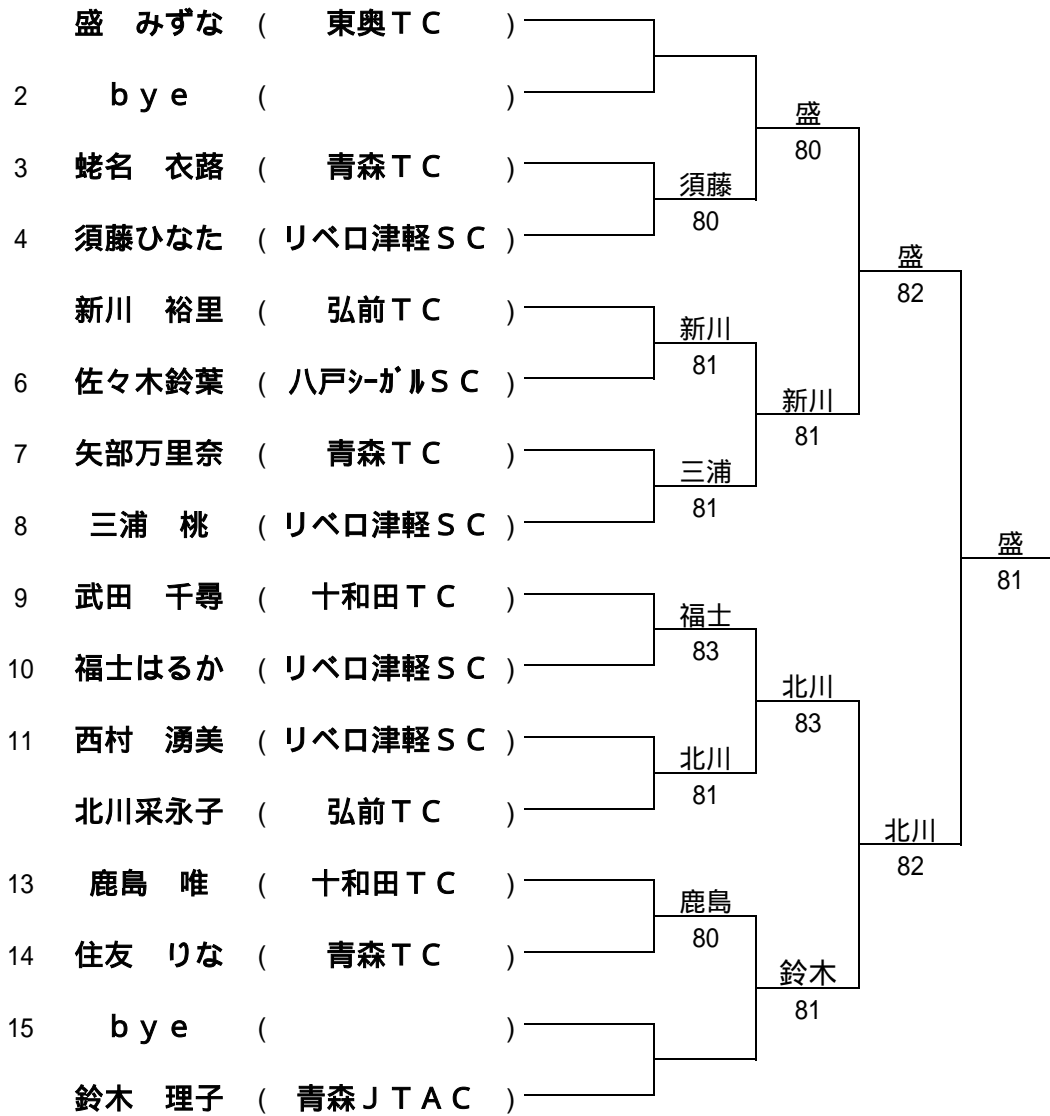 盛　みずな ( 東奥ＴＣ )
2 ｂｙｅ ( )
盛
80
3 蛯名　衣蕗 ( 青森ＴＣ )
須藤
80
4 須藤ひなた ( リベロ津軽ＳＣ )
盛
82
新川　裕里 ( 弘前ＴＣ )
新川
81
6 佐々木鈴葉 ( 八戸ｼｰｶﾞﾙＳＣ )
新川
81
7 矢部万里奈 ( 青森ＴＣ )
三浦
81
8 三浦　桃 ( リベロ津軽ＳＣ )
盛
81
9 武田　千尋 ( 十和田ＴＣ )
福士
83
10 福士はるか ( リベロ津軽ＳＣ )
北川
83
11 西村　湧美 ( リベロ津軽ＳＣ )
北川
81
北川采永子 ( 弘前ＴＣ )
北川
82
13 鹿島　唯 ( 十和田ＴＣ )
鹿島
80
14 住友　りな ( 青森ＴＣ )
鈴木
81
15 ｂｙｅ ( )
鈴木　理子 ( 青森ＪＴＡＣ )